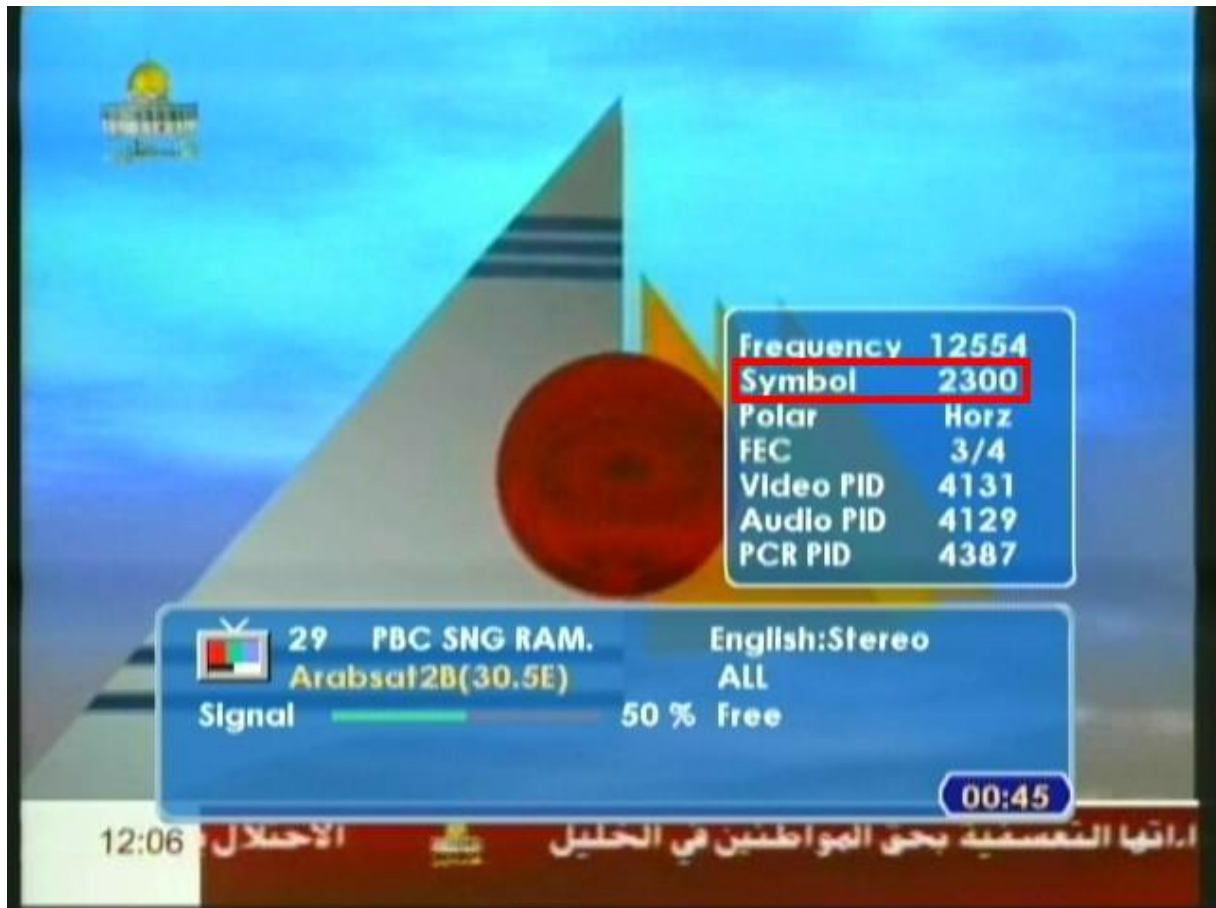 Frequency 12554
Symbol 2300
Polar Horz
FEC 3/4
Video PID 4131
Audio PID 4129
PCR PID 4387
29 PBC SNG RAM. English:Stereo
Arabsat2B(30.5E) ALL
Signal 50 % Free
00:45
12:06
التعسفية بحق المواطنين في الخليل
الاحتلال